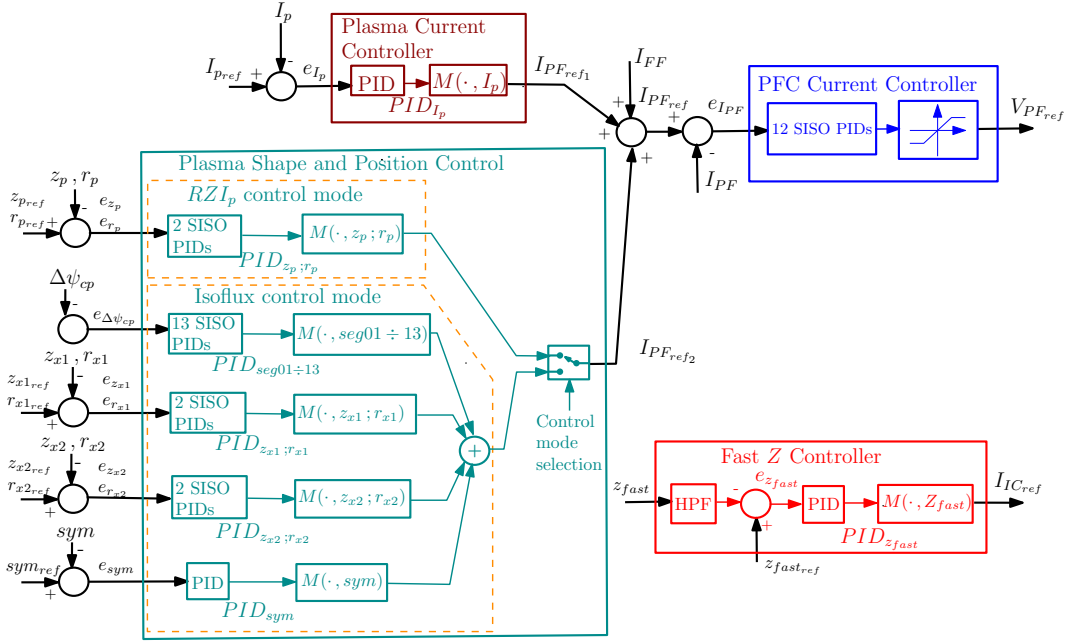 I_p
Plasma Current
Controller
I_{p_{ref}} + - e_{I_p}
PID M(·, I_p)
PID_{I_p}
I_{PF_{ref_1}}
I_{FF}
+ + +
I_{PF_{ref}}
+ -
e_{I_{PF}}
I_{PF}
PFC Current Controller
12 SISO PIDs
V_{PF_{ref}}
Plasma Shape and Position Control
RZI_p control mode
z_p, r_p
z_{p_{ref}}
r_{p_{ref}} + -
e_{z_p}
e_{r_p}
2 SISO
PIDs
M(·, z_p; r_p)
PID_{z_p; r_p}
Isoflux control mode
Δψ_{cp}
-
e_{Δψ_{cp}}
13 SISO
PIDs
M(·, seg01 ÷ 13)
PID_{seg01÷13}
z_{x1}, r_{x1}
z_{x1_{ref}}
r_{x1_{ref}}
+ -
e_{z_{x1}}
e_{r_{x1}}
2 SISO
PIDs
M(·, z_{x1}; r_{x1})
PID_{z_{x1}; r_{x1}}
z_{x2}, r_{x2}
z_{x2_{ref}}
r_{x2_{ref}}
+ -
e_{z_{x2}}
e_{r_{x2}}
2 SISO
PIDs
M(·, z_{x2}; r_{x2})
PID_{z_{x2}; r_{x2}}
sym
sym_{ref}
+ -
e_{sym}
PID
M(·, sym)
PID_{sym}
+
Control
mode
selection
I_{PF_{ref_2}}
Fast Z Controller
z_{fast}
HPF
- +
e_{z_{fast}}
PID
M(·, Z_{fast})
PID_{z_{fast}}
z_{fast_{ref}}
I_{IC_{ref}}